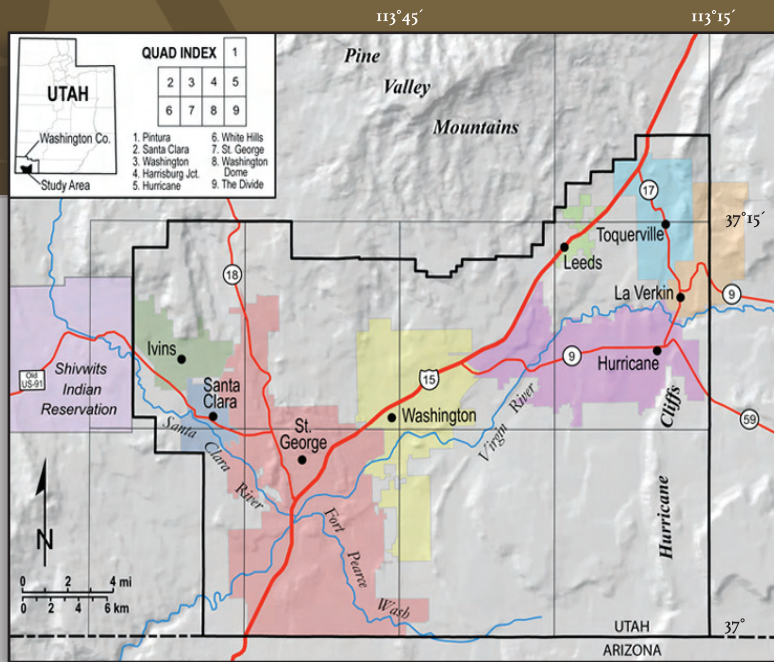 113°45´
113°15´
UTAH
Washington Co.
Study Area
QUAD INDEX
1
2 3 4 5
6 7 8 9
1. Pintura
2. Santa Clara
3. Washington
4. Harrisburg Jct.
5. Hurricane
6. White Hills
7. St. George
8. Washington
Dome
9. The Divide
Pine
Valley
Mountains
17
37°15´
Toquerville
Leeds
18
La Verkin
9
Ivins
9
Hurricane
Old
US-91
Shivwits
Indian
Reservation
15
Santa
Clara
Washington
Virgin River
Cliffs
59
St.
George
Santa Clara River
Hurricane
Fort Pearce Wash
N
0 2 4 mi
0 2 4 6 km
UTAH
37°
ARIZONA